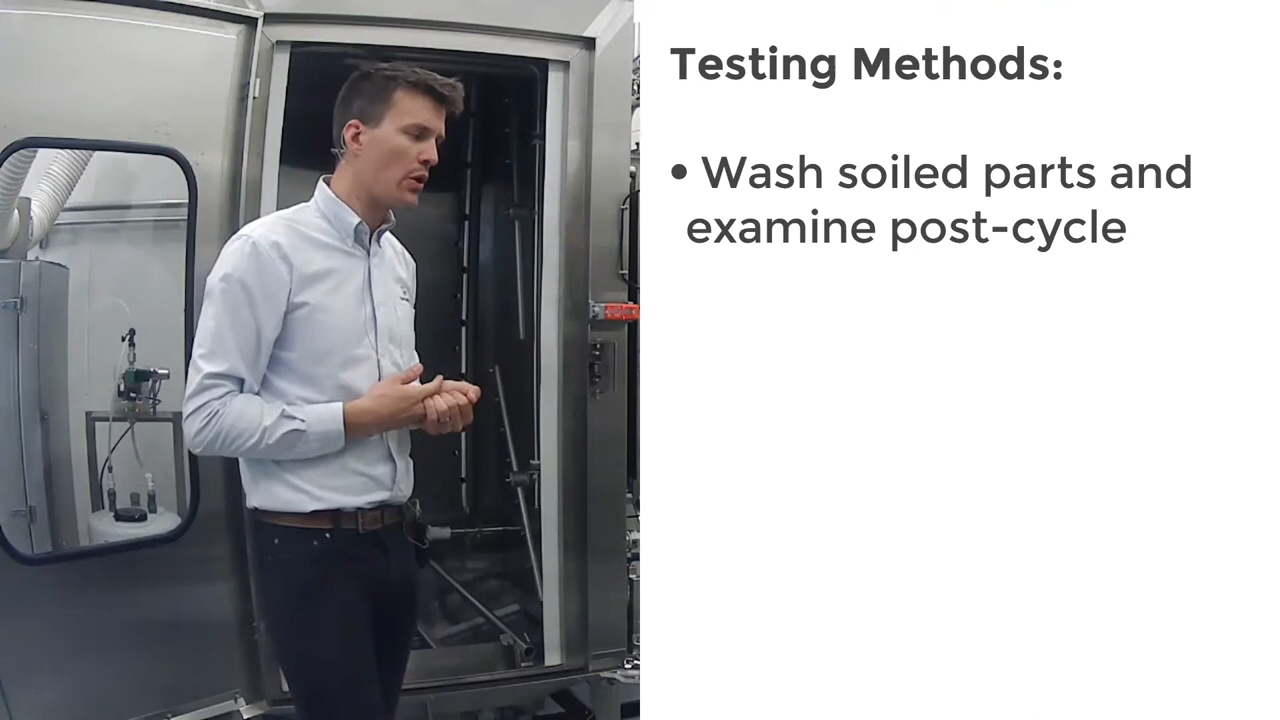 Testing Methods:
• Wash soiled parts and
examine post-cycle